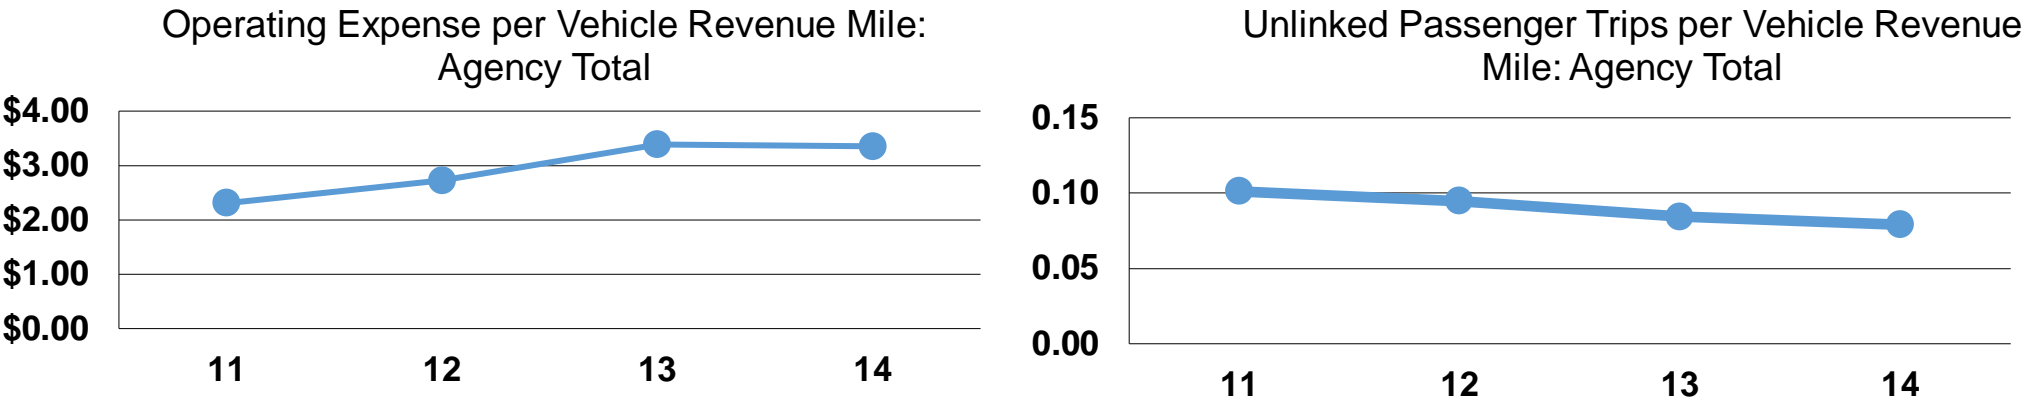 Operating Expense per Vehicle Revenue Mile:
Agency Total
$4.00
$3.00
$2.00
$1.00
$0.00
11 12 13 14
Unlinked Passenger Trips per Vehicle Revenue
Mile: Agency Total
0.15
0.10
0.05
0.00
11 12 13 14